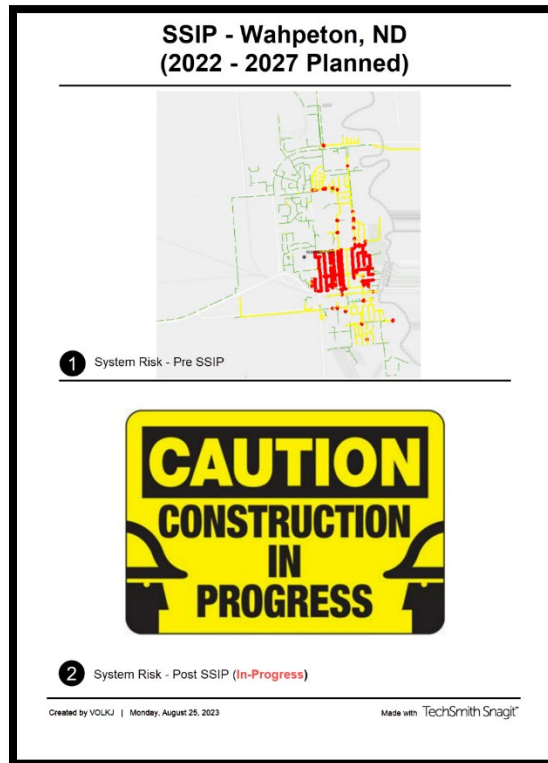 SSIP - Wahpeton, ND
(2022 - 2027 Planned)
1 System Risk - Pre SSIP
CAUTION
CONSTRUCTION
IN
PROGRESS
2 System Risk - Post SSIP (In-Progress)
Created by VOLKJ | Monday, August 25, 2023
Made with TechSmith Snagit™